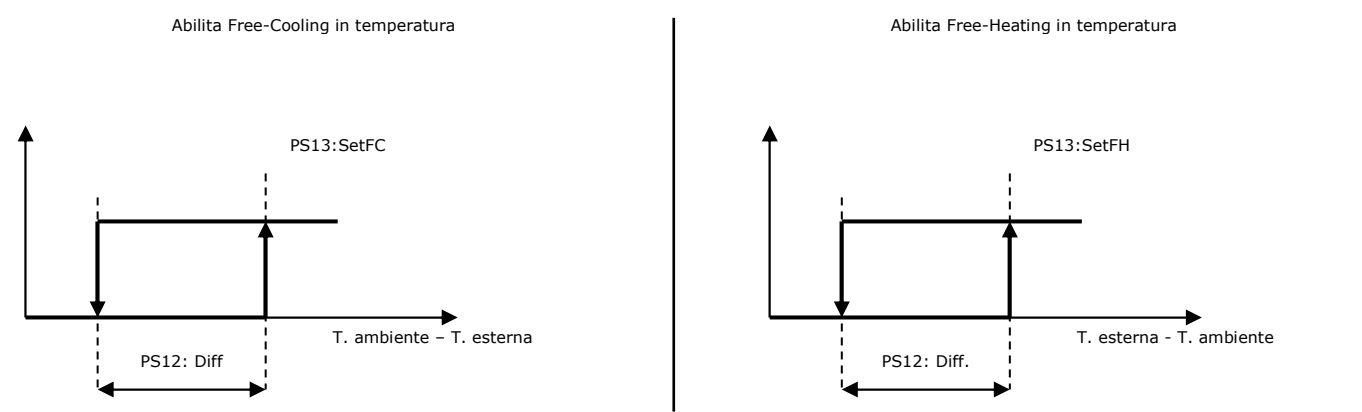 Abilita Free-Cooling in temperatura
PS13:SetFC
T. ambiente – T. esterna
PS12: Diff
Abilita Free-Heating in temperatura
PS13:SetFH
T. esterna - T. ambiente
PS12: Diff.